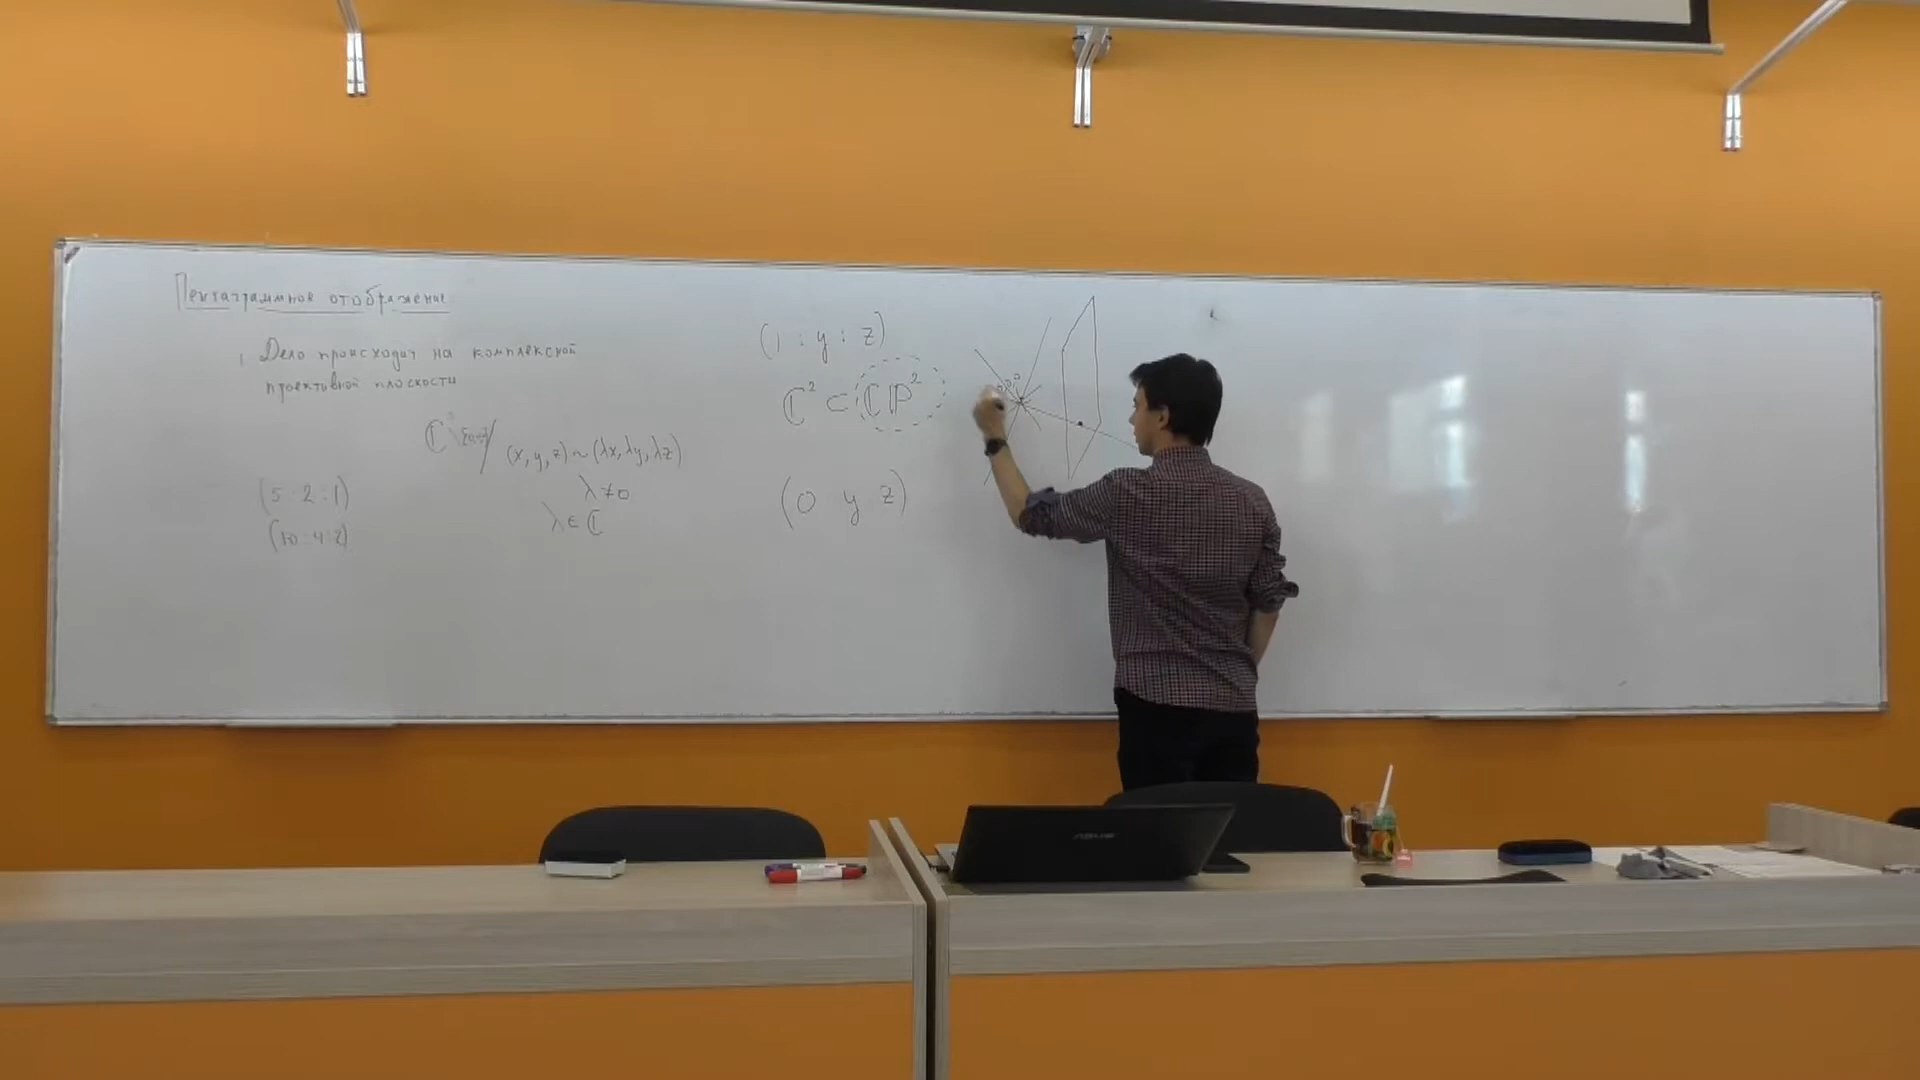 Пентаграммное отображение
1. Дело происходит на комплексной
проективной плоскости
(x, y, z) ~ (λx, λy, λz)
λ ≠ 0
λ ∈ ℂ
(5 : 2 : 1)
(10 : 4 : 2)
(1 : y : z)
ℂ² ⊂ ℂP²
(0 y z)
ASUS